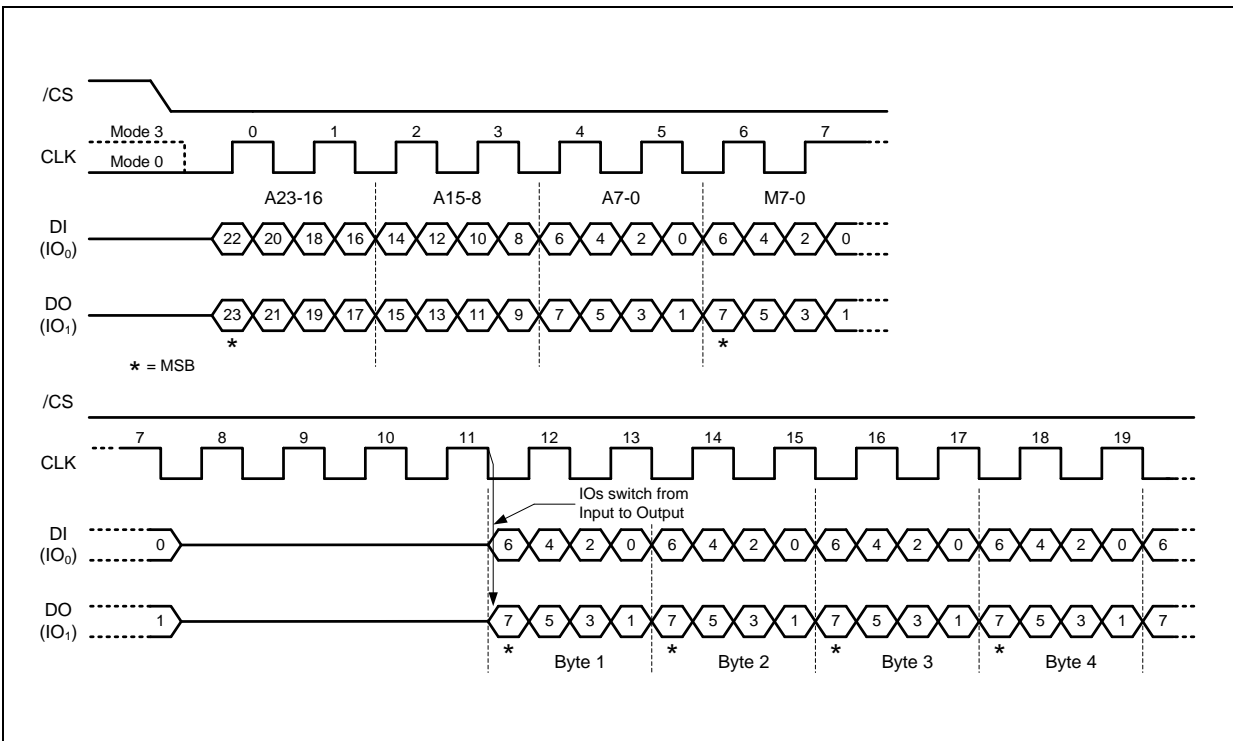 /CS
Mode 3
CLK
Mode 0
0 1 2 3 4 5 6 7
A23-16 A15-8 A7-0 M7-0
DI
(IO0)
22 20 18 16 14 12 10 8 6 4 2 0 6 4 2 0
DO
(IO1)
23 21 19 17 15 13 11 9 7 5 3 1 7 5 3 1
* *
* = MSB
/CS
7 8 9 10 11 12 13 14 15 16 17 18 19
CLK
IOs switch from
Input to Output
DI
(IO0)
0 6 4 2 0 6 4 2 0 6 4 2 0 6 4 2 0 6
DO
(IO1)
1 7 5 3 1 7 5 3 1 7 5 3 1 7 5 3 1 7
* Byte 1 * Byte 2 * Byte 3 * Byte 4